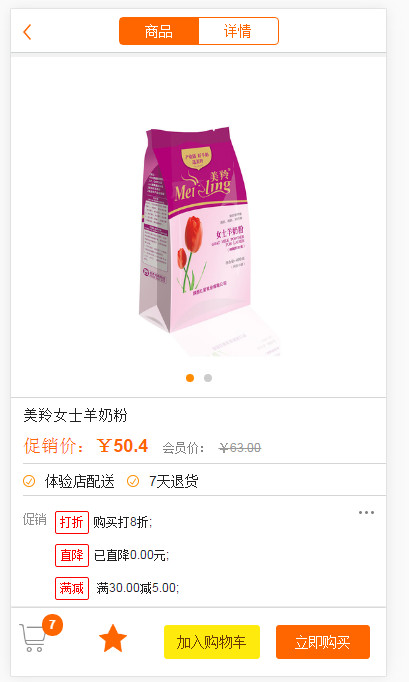 商品 详情
美羚®
Mei ling
女士羊奶粉
美羚女士羊奶粉
促销价：￥50.4 会员价： ￥63.00
体验店配送 7天退货
促销 打折 购买打8折;
直降 已直降0.00元;
满减 满30.00减5.00;
7 加入购物车 立即购买